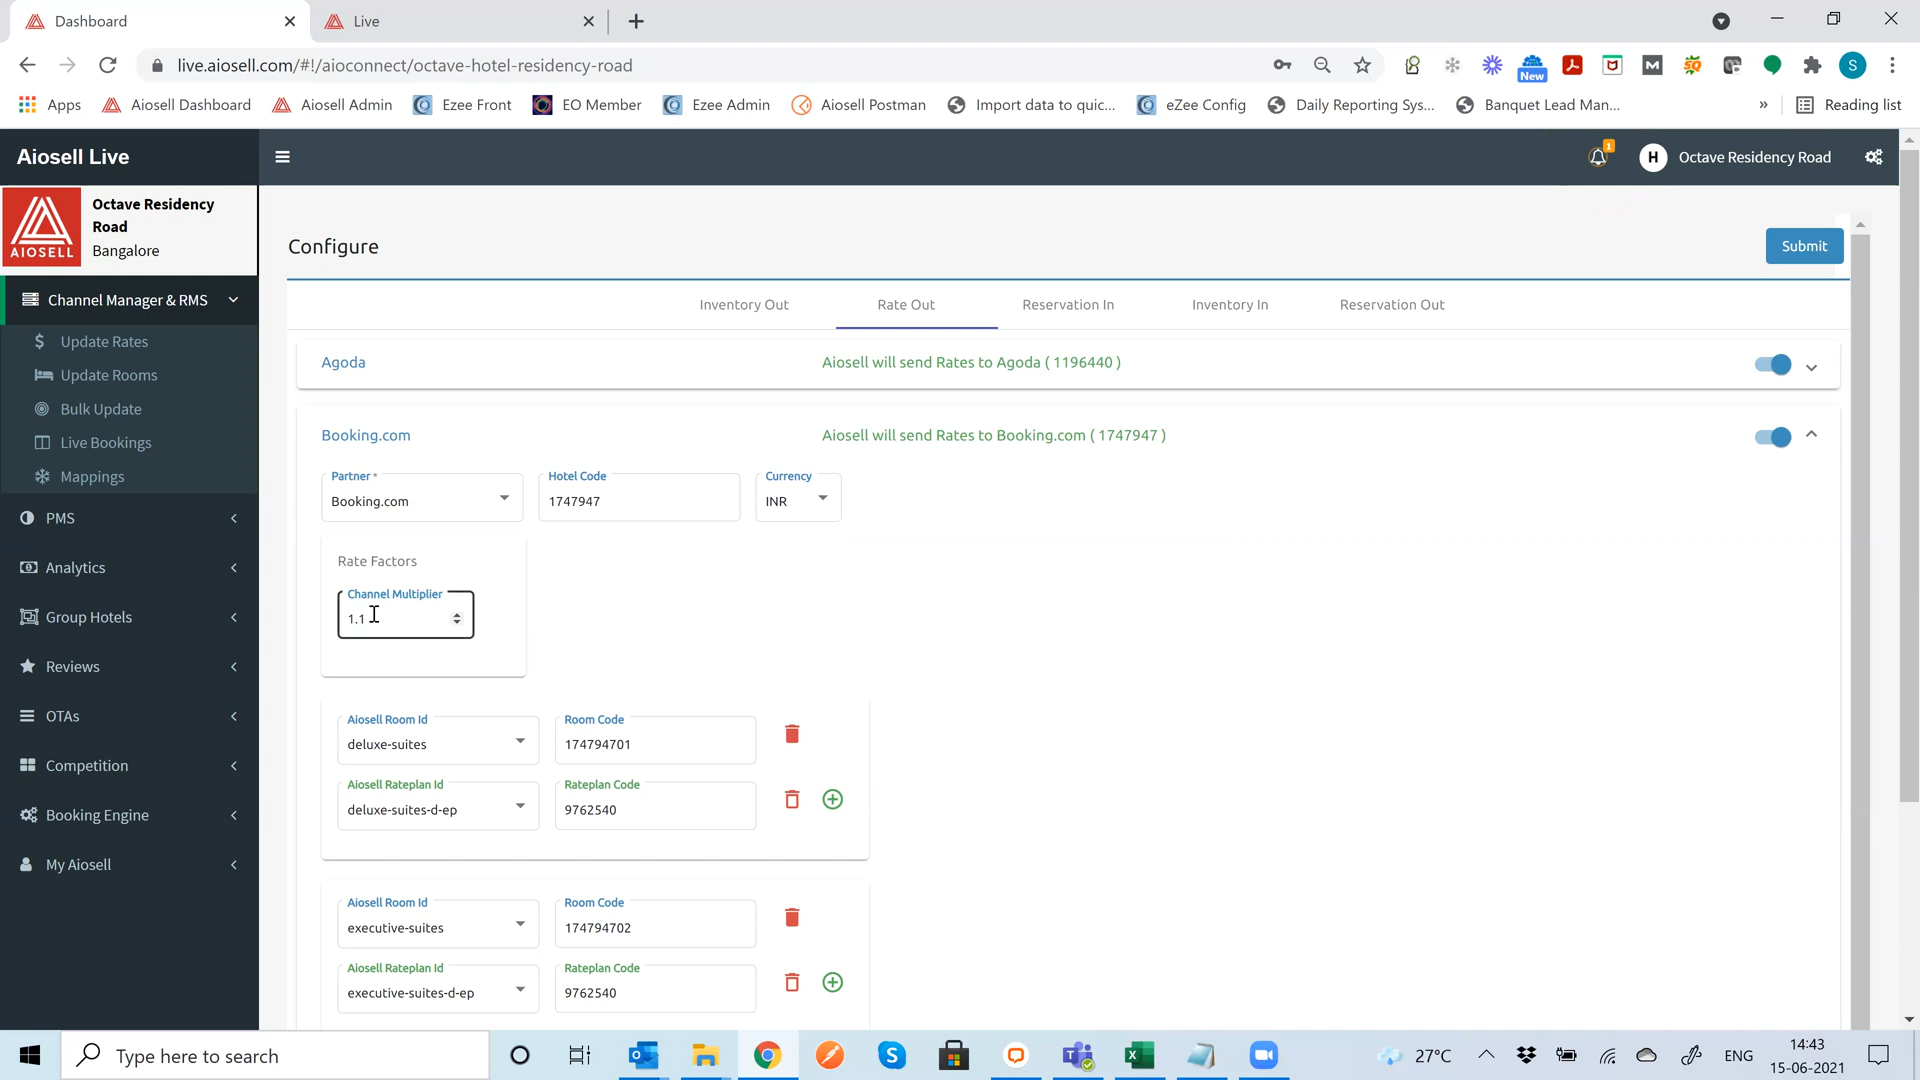 Dashboard
Live
live.aiosell.com/#!/aioconnect/octave-hotel-residency-road
New
S
Apps
Aiosell Dashboard
Aiosell Admin
Ezee Front
EO Member
Ezee Admin
Aiosell Postman
Import data to quic...
eZee Config
Daily Reporting Sys...
Banquet Lead Man...
»
Reading list
Aiosell Live
1
H
Octave Residency Road
AIOSELL
Octave Residency
Road
Bangalore
Channel Manager & RMS
Update Rates
Update Rooms
Bulk Update
Live Bookings
Mappings
PMS
Analytics
Group Hotels
Reviews
OTAs
Competition
Booking Engine
My Aiosell
Configure
Submit
Inventory Out
Rate Out
Reservation In
Inventory In
Reservation Out
Agoda
Aiosell will send Rates to Agoda ( 1196440 )
Booking.com
Aiosell will send Rates to Booking.com ( 1747947 )
Partner *
Booking.com
Hotel Code
1747947
Currency
INR
Rate Factors
Channel Multiplier
1.1
Aiosell Room Id
deluxe-suites
Room Code
174794701
Aiosell Rateplan Id
deluxe-suites-d-ep
Rateplan Code
9762540
Aiosell Room Id
executive-suites
Room Code
174794702
Aiosell Rateplan Id
executive-suites-d-ep
Rateplan Code
9762540
Type here to search
27°C
ENG
14:43
15-06-2021